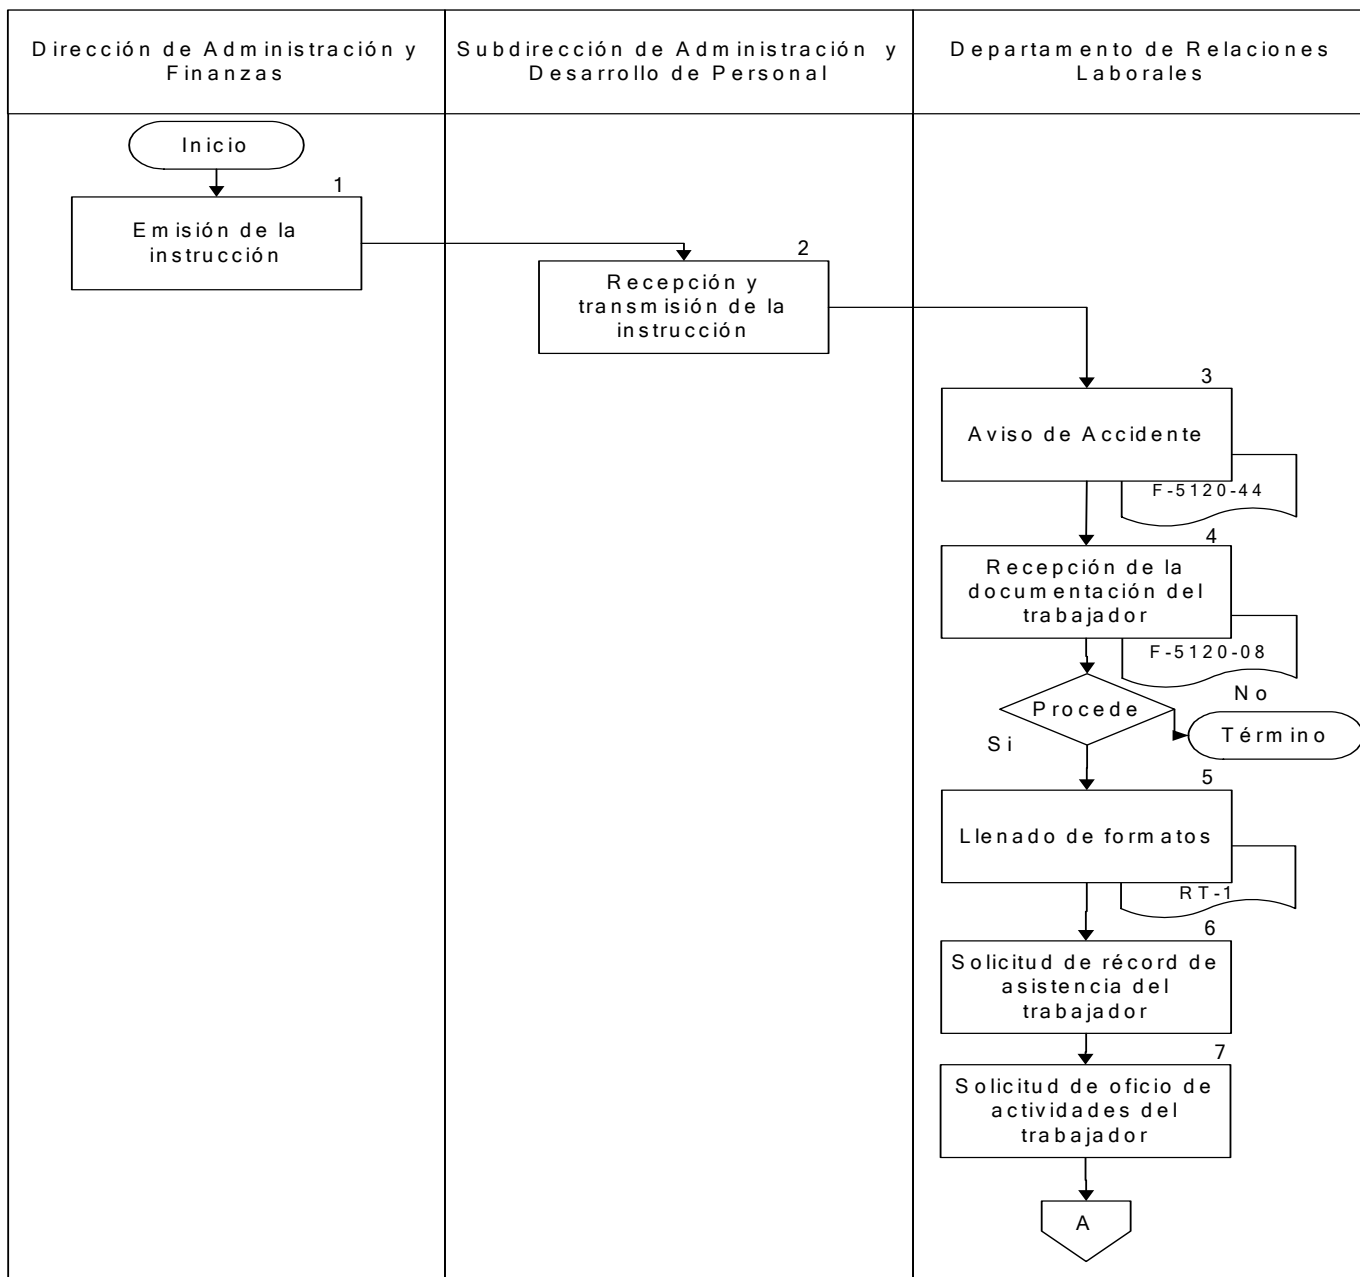 Dirección de Administración y
Finanzas
Subdirección de Administración y
Desarrollo de Personal
Departamento de Relaciones
Laborales
Inicio
1
Emisión de la
instrucción
2
Recepción y
transmisión de la
instrucción
3
Aviso de Accidente
F-5120-44
4
Recepción de la
documentación del
trabajador
F-5120-08
No
Procede
Término
Si
5
Llenado de formatos
RT-1
6
Solicitud de récord de
asistencia del
trabajador
7
Solicitud de oficio de
actividades del
trabajador
A